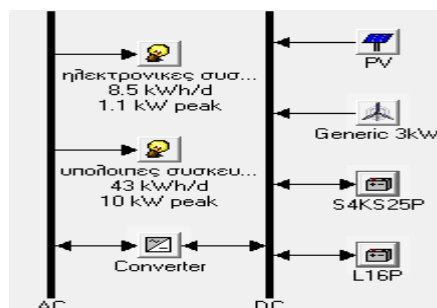 ηλεκτρονικες συσ...
8.5 kWh/d
1.1 kW peak
υπολοιπες συσκευ...
43 kWh/d
10 kW peak
Converter
AC
PV
Generic 3kW
S4KS25P
L16P
DC